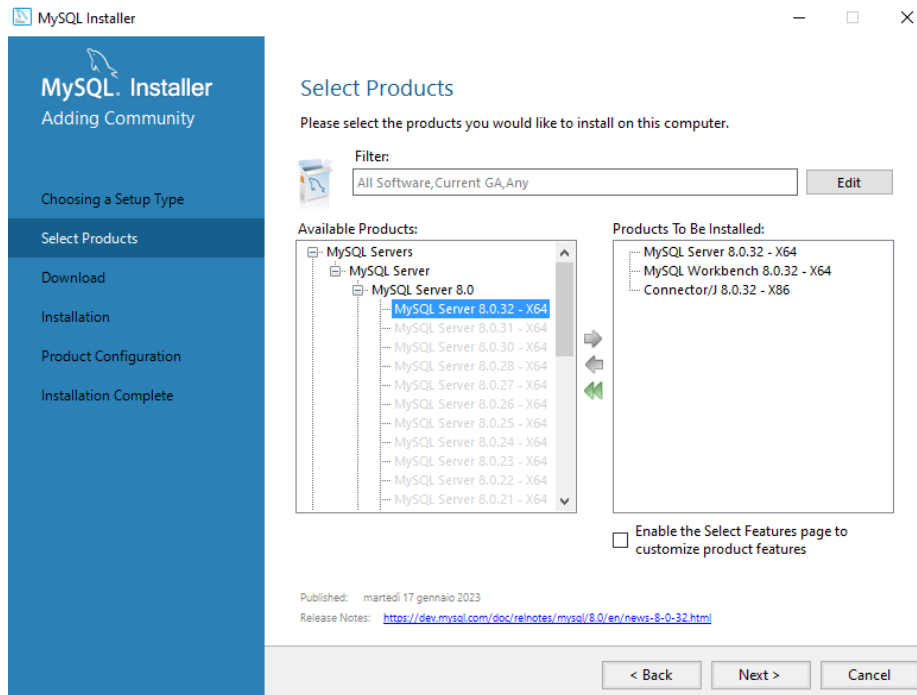 MySQL Installer
MySQL. Installer
Adding Community
Choosing a Setup Type
Select Products
Download
Installation
Product Configuration
Installation Complete
Select Products
Please select the products you would like to install on this computer.
Filter:
All Software,Current GA,Any
Edit
Available Products:
MySQL Servers
MySQL Server
MySQL Server 8.0
MySQL Server 8.0.32 - X64
MySQL Server 8.0.31 - X64
MySQL Server 8.0.30 - X64
MySQL Server 8.0.28 - X64
MySQL Server 8.0.27 - X64
MySQL Server 8.0.26 - X64
MySQL Server 8.0.25 - X64
MySQL Server 8.0.24 - X64
MySQL Server 8.0.23 - X64
MySQL Server 8.0.22 - X64
MySQL Server 8.0.21 - X64
Products To Be Installed:
MySQL Server 8.0.32 - X64
MySQL Workbench 8.0.32 - X64
Connector/J 8.0.32 - X86
Enable the Select Features page to
customize product features
Published: martedì 17 gennaio 2023
Release Notes: https://dev.mysql.com/doc/relnotes/mysql/8.0/en/news-8-0-32.html
< Back
Next >
Cancel